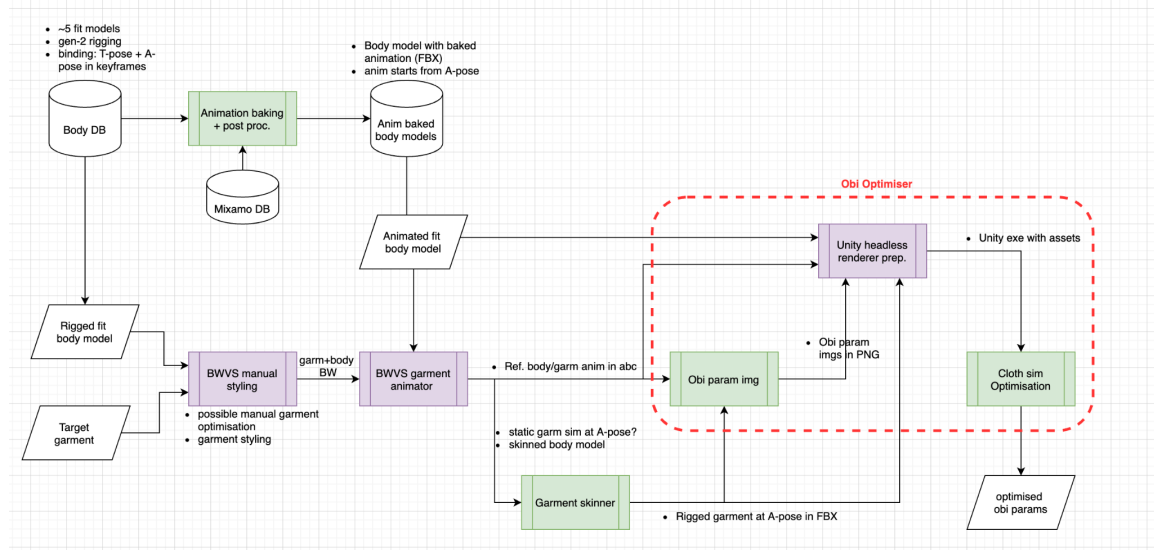 ~5 fit models
gen-2 rigging
binding: T-pose + A-
pose in keyframes
Body model with baked
animation (FBX)
anim starts from A-pose
Body DB
Animation baking
+ post proc.
Anim baked
body models
Mixamo DB
Obi Optimiser
Animated fit
body model
Unity headless
renderer prep.
Unity exe with assets
Rigged fit
body model
BWVS manual
styling
garm+body
BW
BWVS garment
animator
Ref. body/garm anim in abc
Obi param
imgs in PNG
Obi param img
Cloth sim
Optimisation
possible manual garment
optimisation
garment styling
Target
garment
static garm sim at A-pose?
skinned body model
Garment skinner
Rigged garment at A-pose in FBX
optimised
obi params